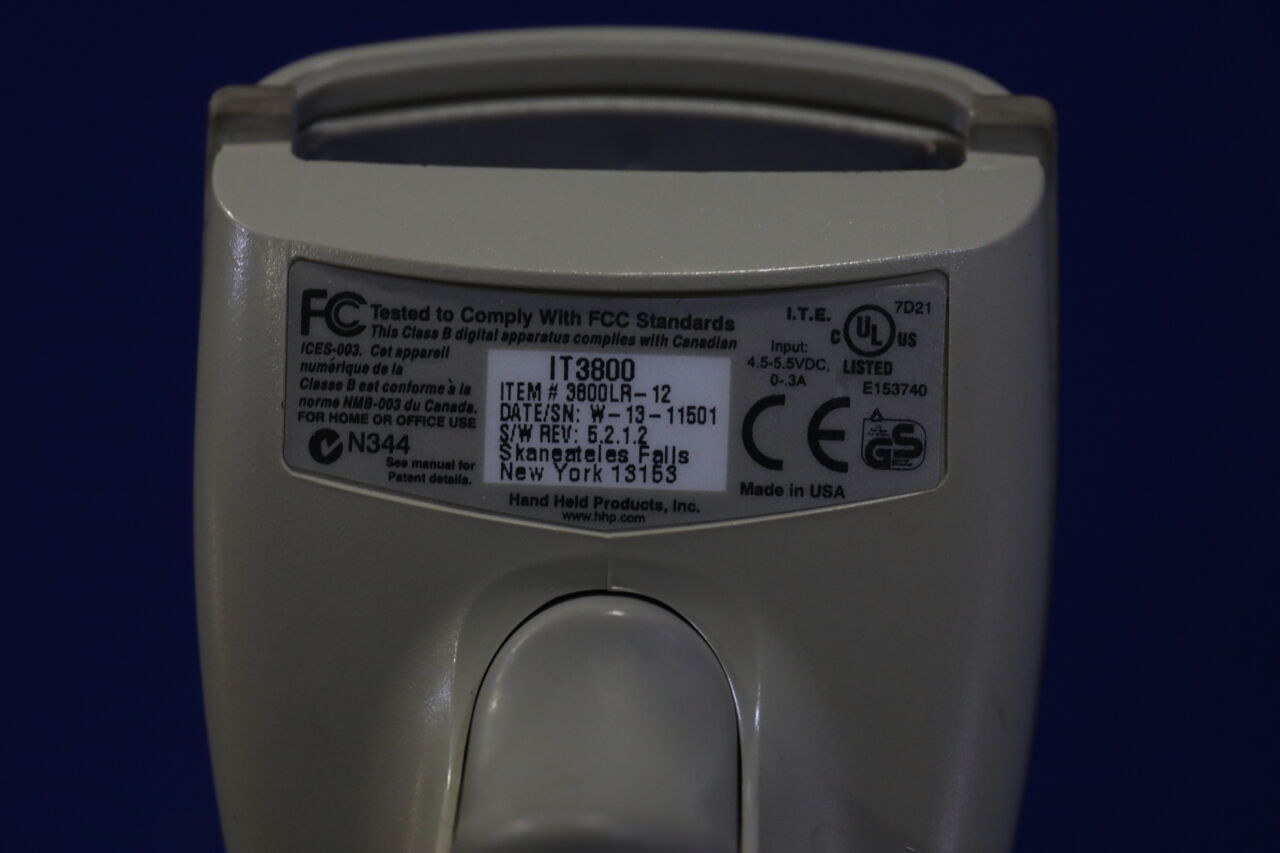 FC Tested to Comply With FCC Standards
This Class B digital apparatus complies with Canadian
ICES-003. Cet appareil
numérique de la
Classe B est conforme à la
norme NMB-003 du Canada.
FOR HOME OR OFFICE USE
N344
See manual for
Patent details.
IT3800
ITEM # 3800LR-12
DATE/SN: W-13-11501
S/W REV: 5.2.1.2
Skaneateles Falls
New York 13153
Hand Held Products, Inc.
www.hhp.com
I.T.E.
Input:
4.5-5.5VDC,
0-.3A
7D21
C UL US
LISTED
E153740
CE
GS
Made in USA